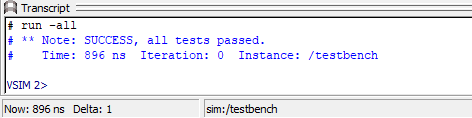 Transcript
# run -all
# ** Note: SUCCESS, all tests passed.
#    Time: 896 ns  Iteration: 0  Instance: /testbench
VSIM 2>
Now: 896 ns  Delta: 1  sim:/testbench